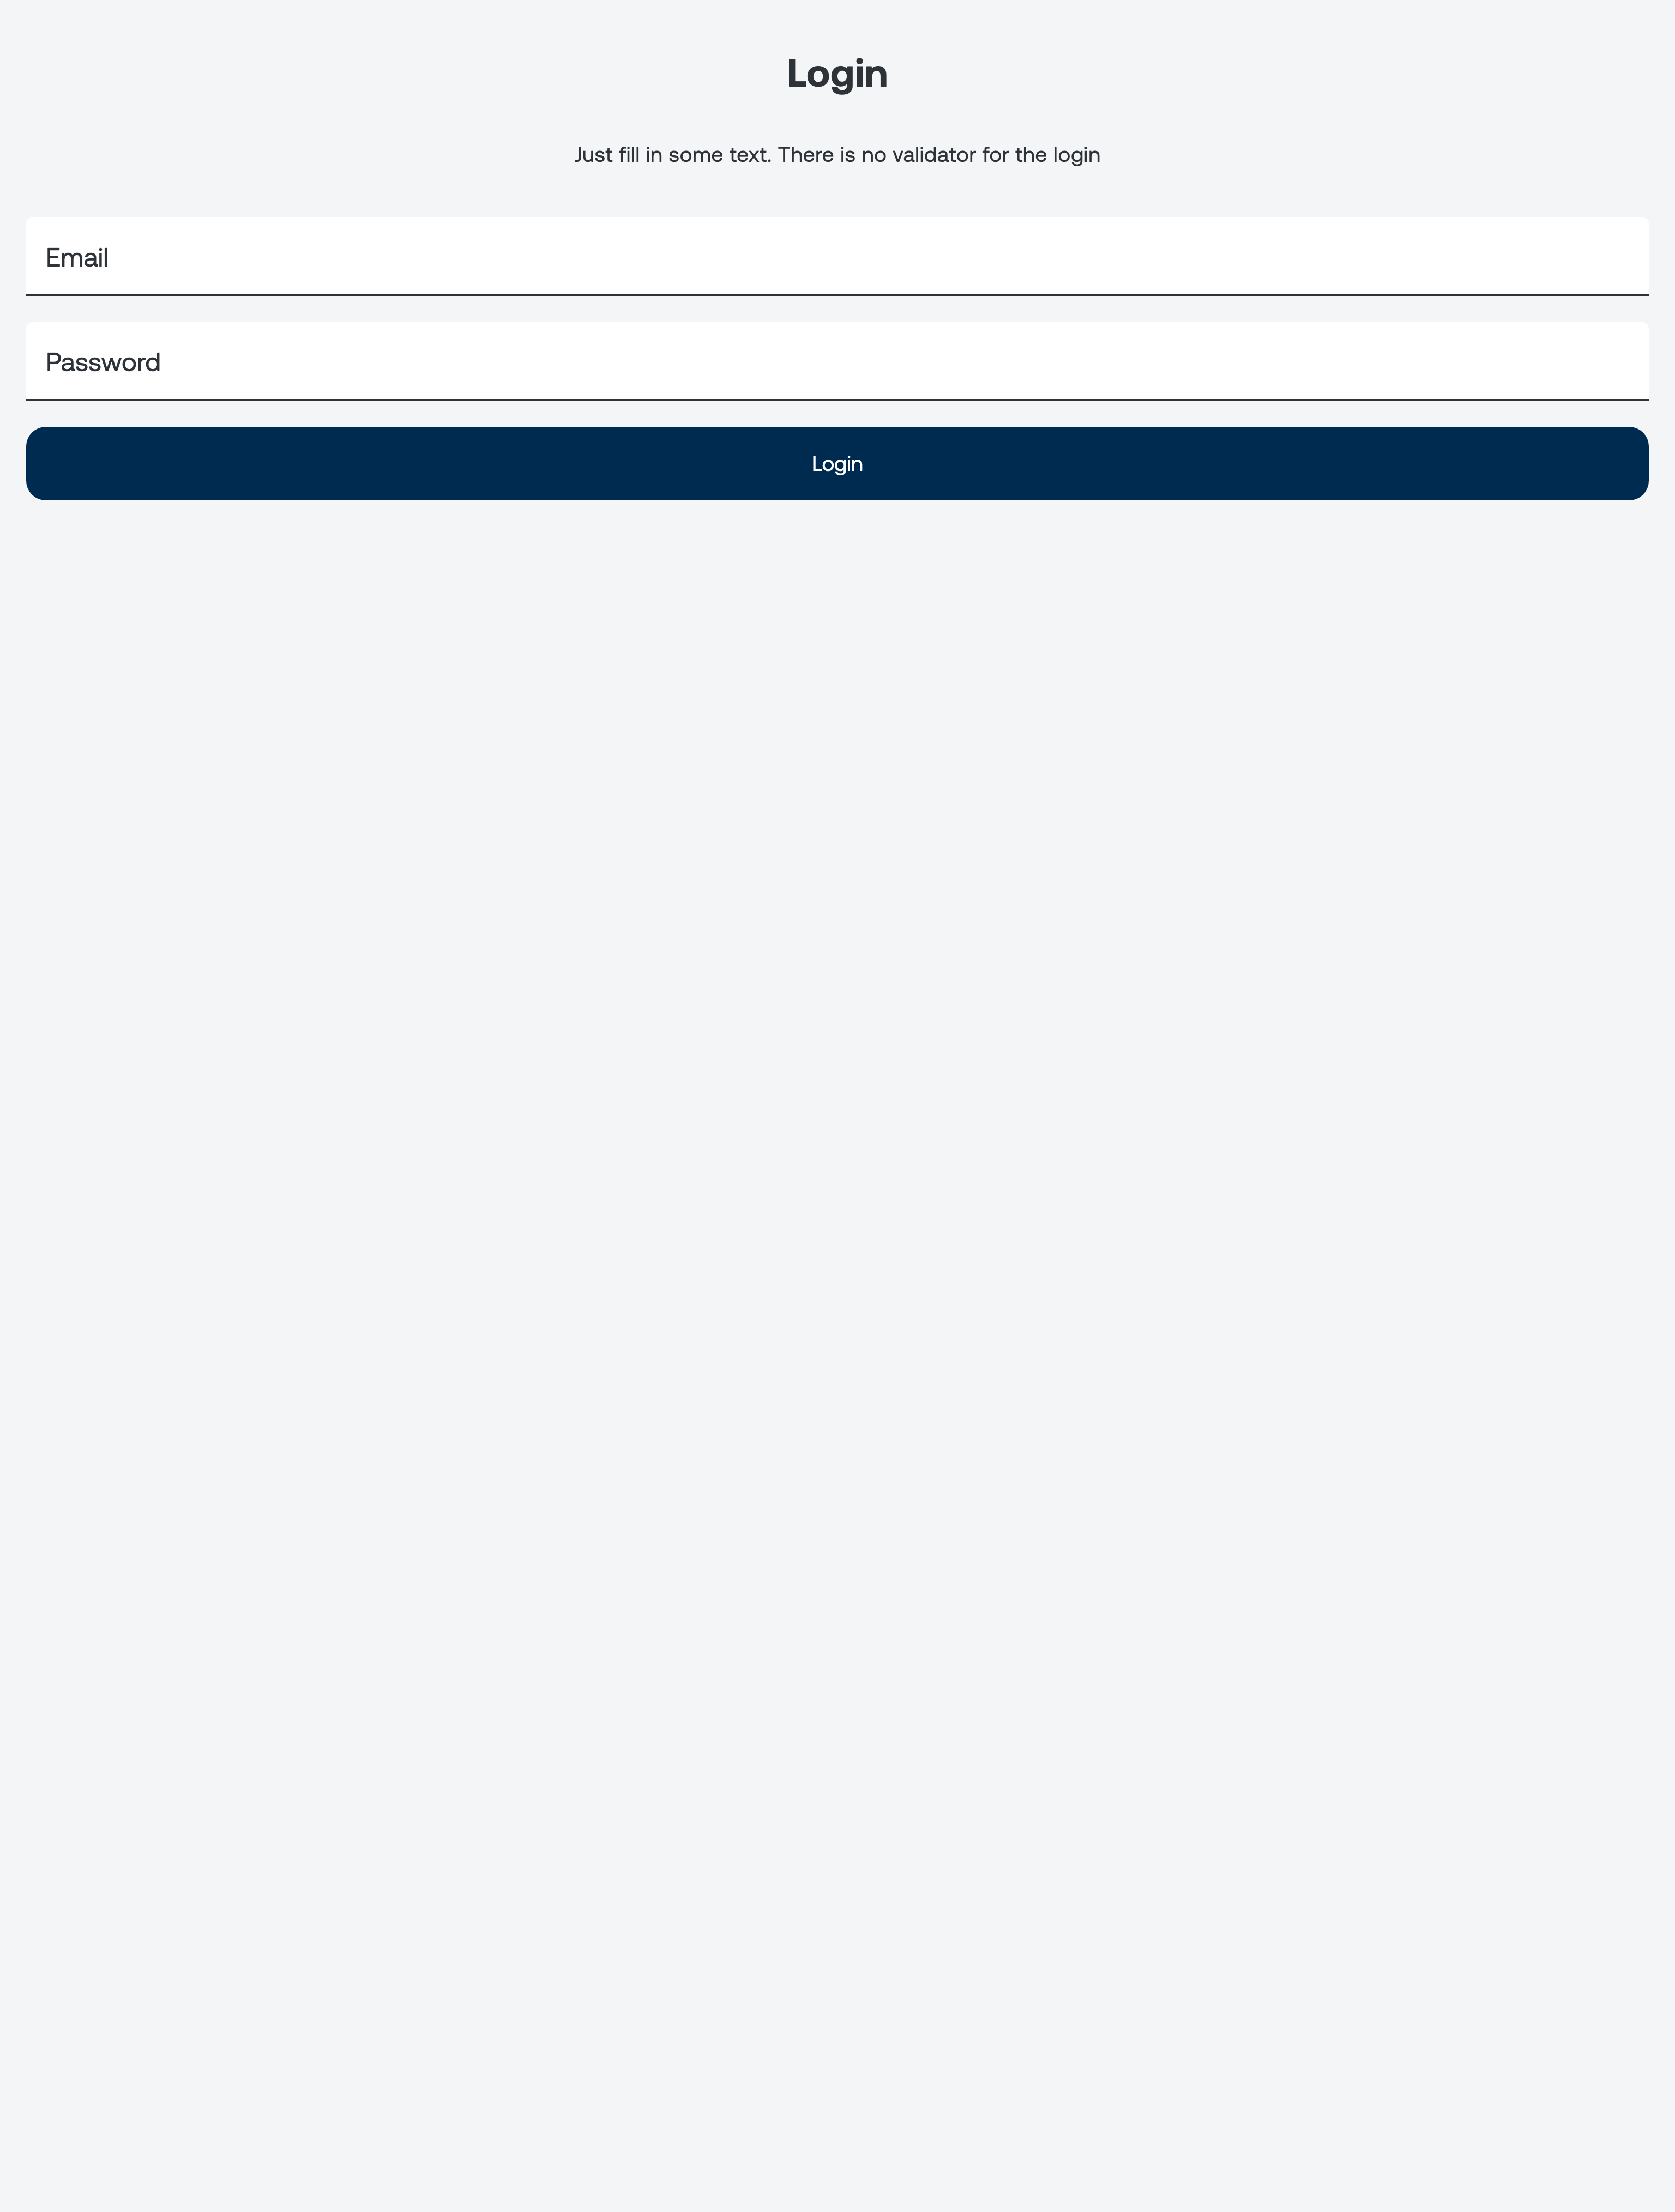 Login
Just fill in some text. There is no validator for the login
Email
Password
Login